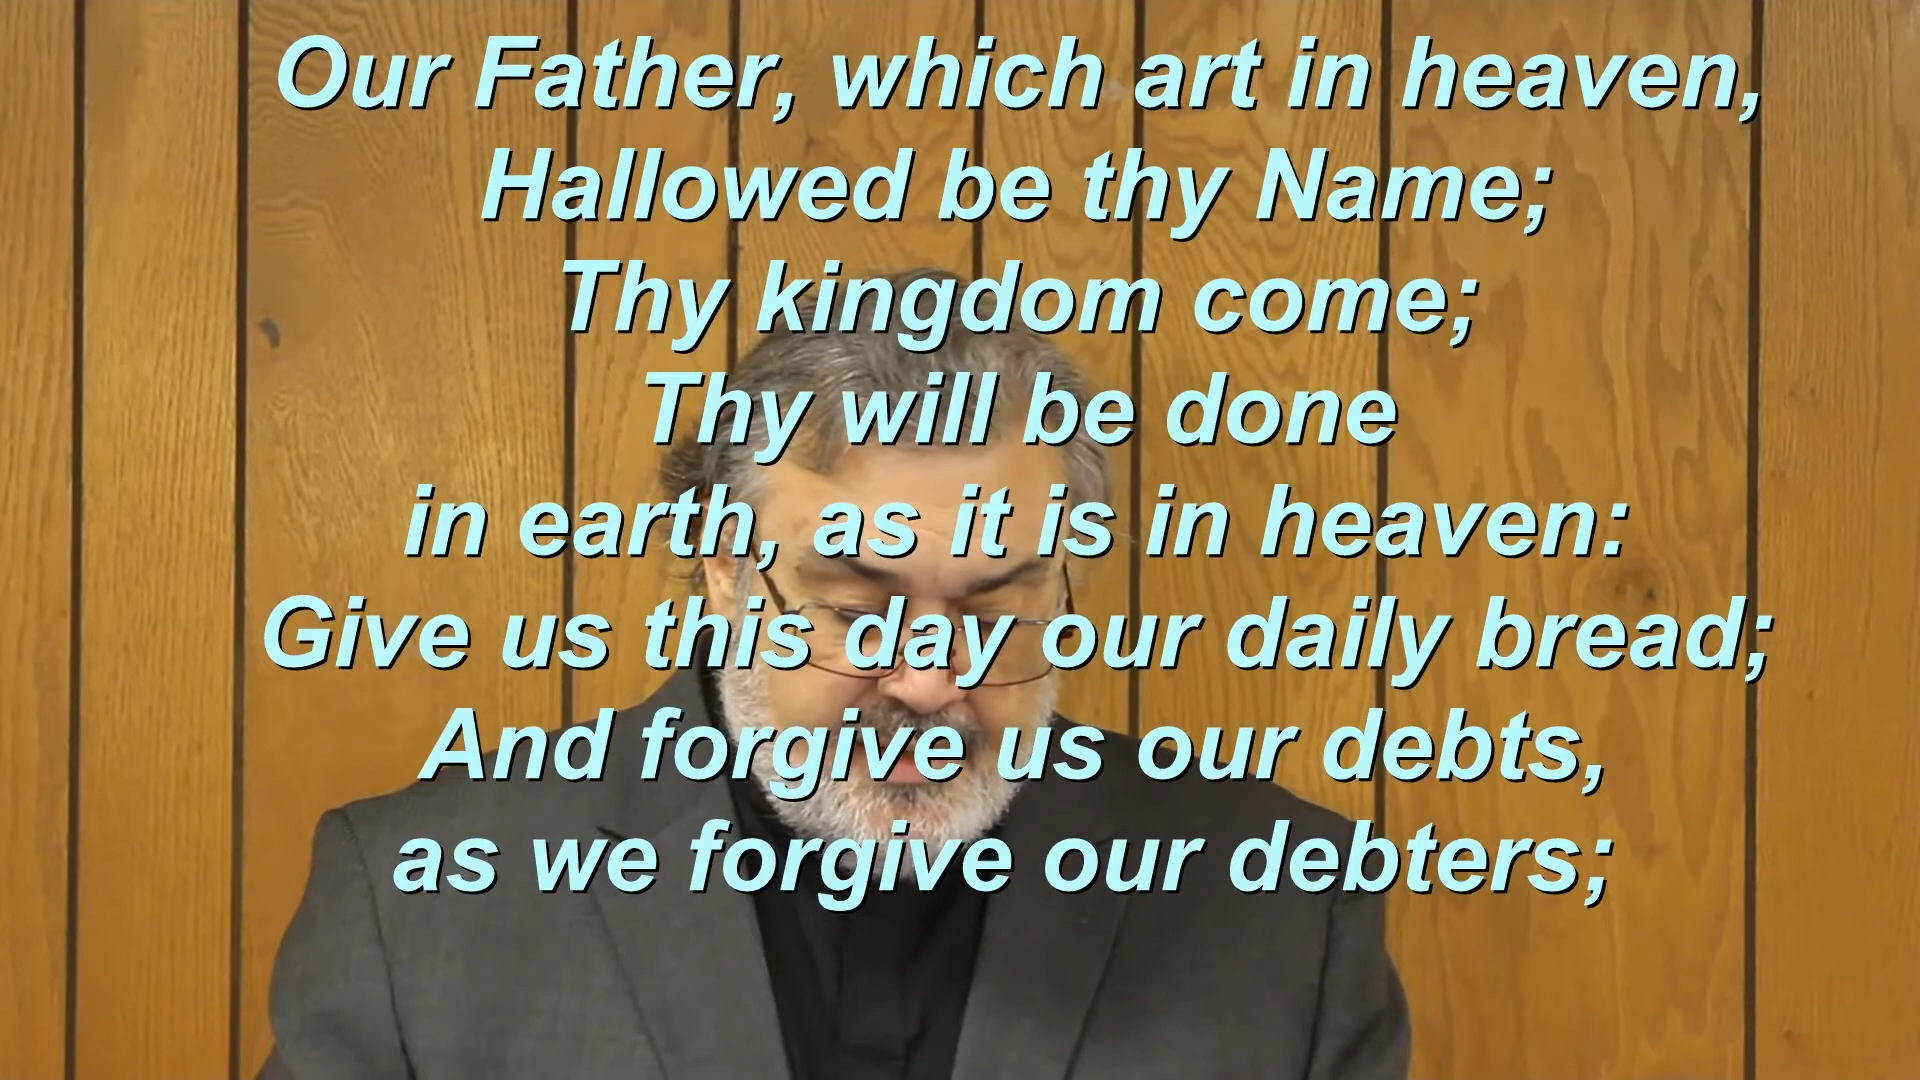 Our Father, which art in heaven,
Hallowed be thy Name;
Thy kingdom come;
Thy will be done
in earth, as it is in heaven:
Give us this day our daily bread;
And forgive us our debts,
as we forgive our debters;